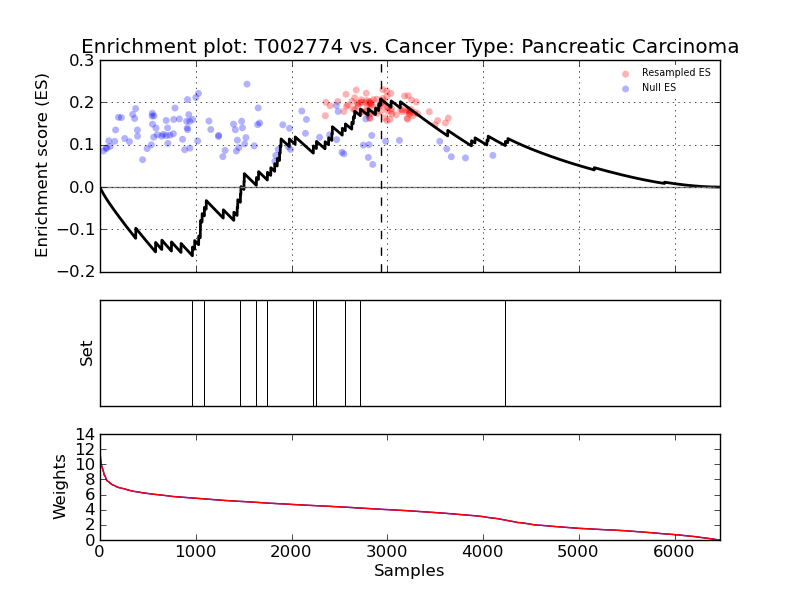 Enrichment plot: T002774 vs. Cancer Type: Pancreatic Carcinoma
0.3
0.2
0.1
0.0
−0.1
−0.2
Enrichment score (ES)
Resampled ES
Null ES
Set
14
12
10
8
6
4
2
0
Weights
0 1000 2000 3000 4000 5000 6000
Samples